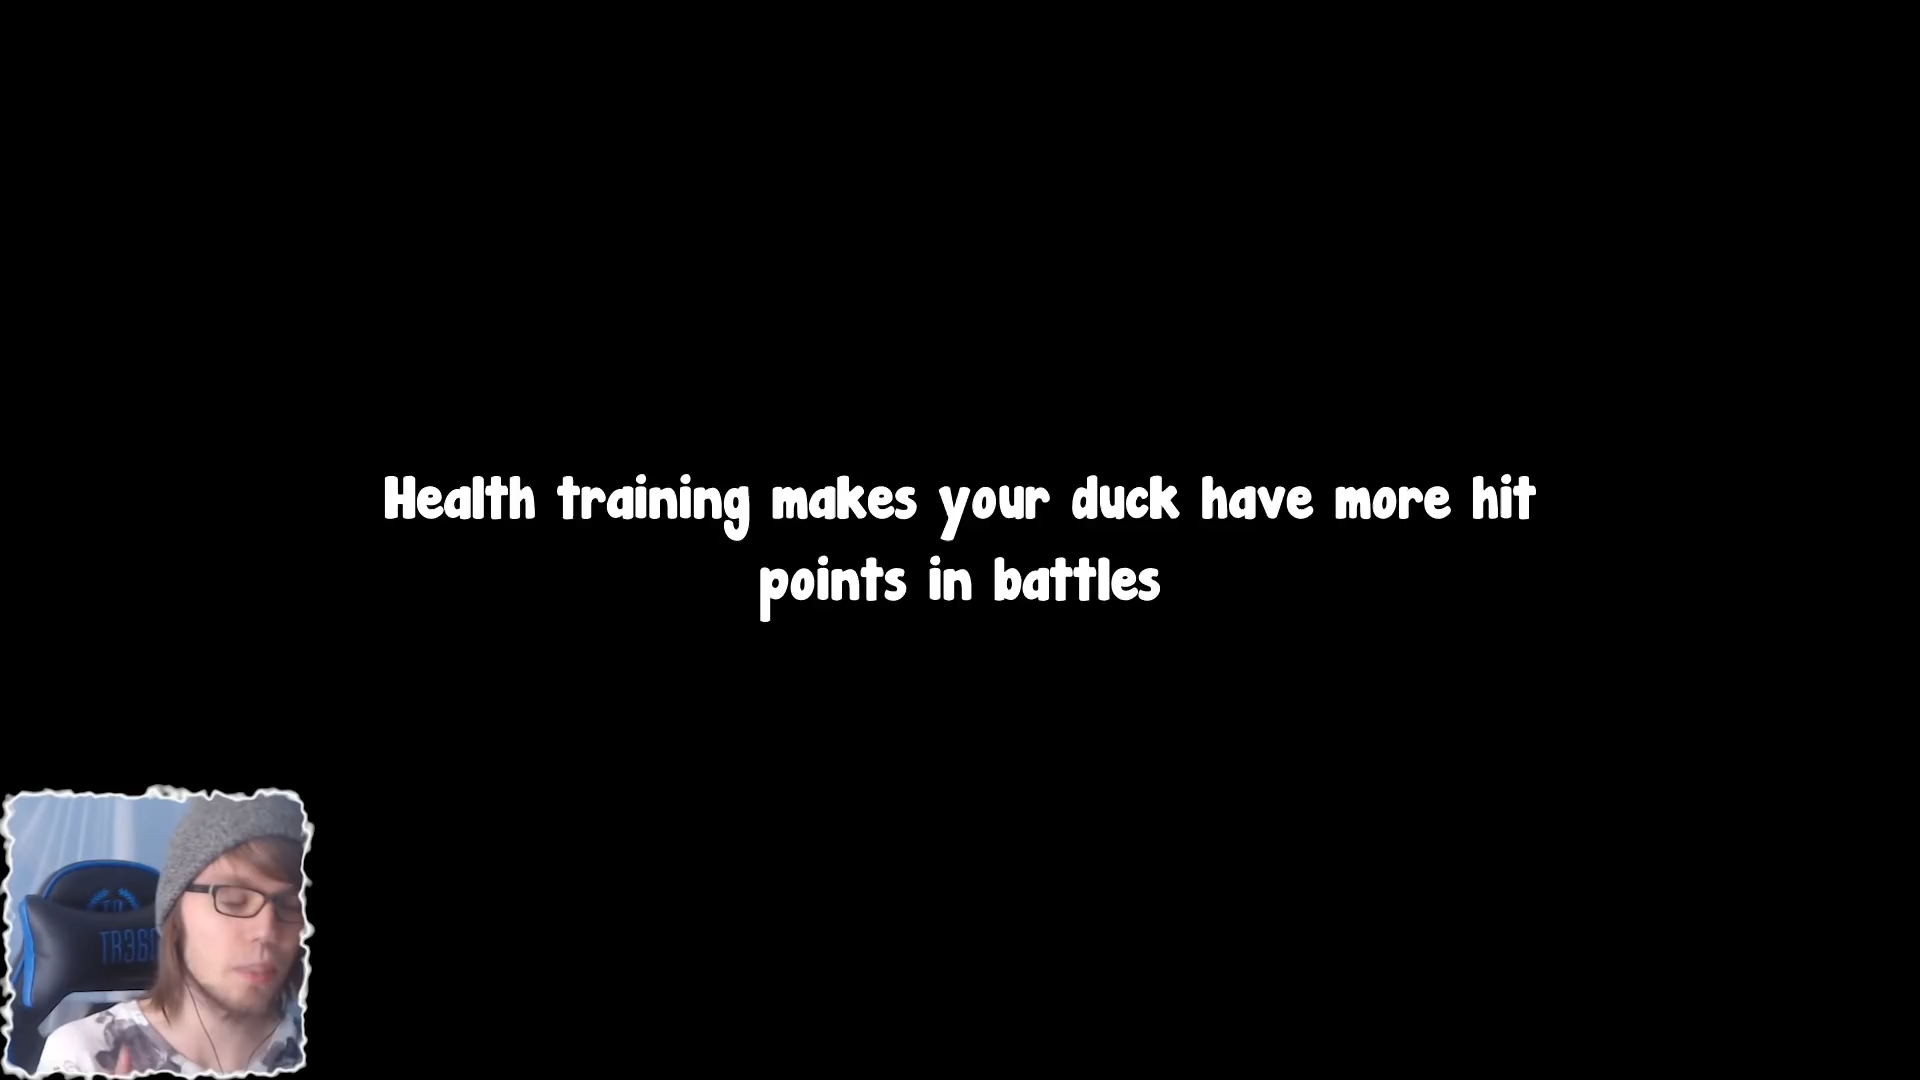 Health training makes your duck have more hit
points in battles